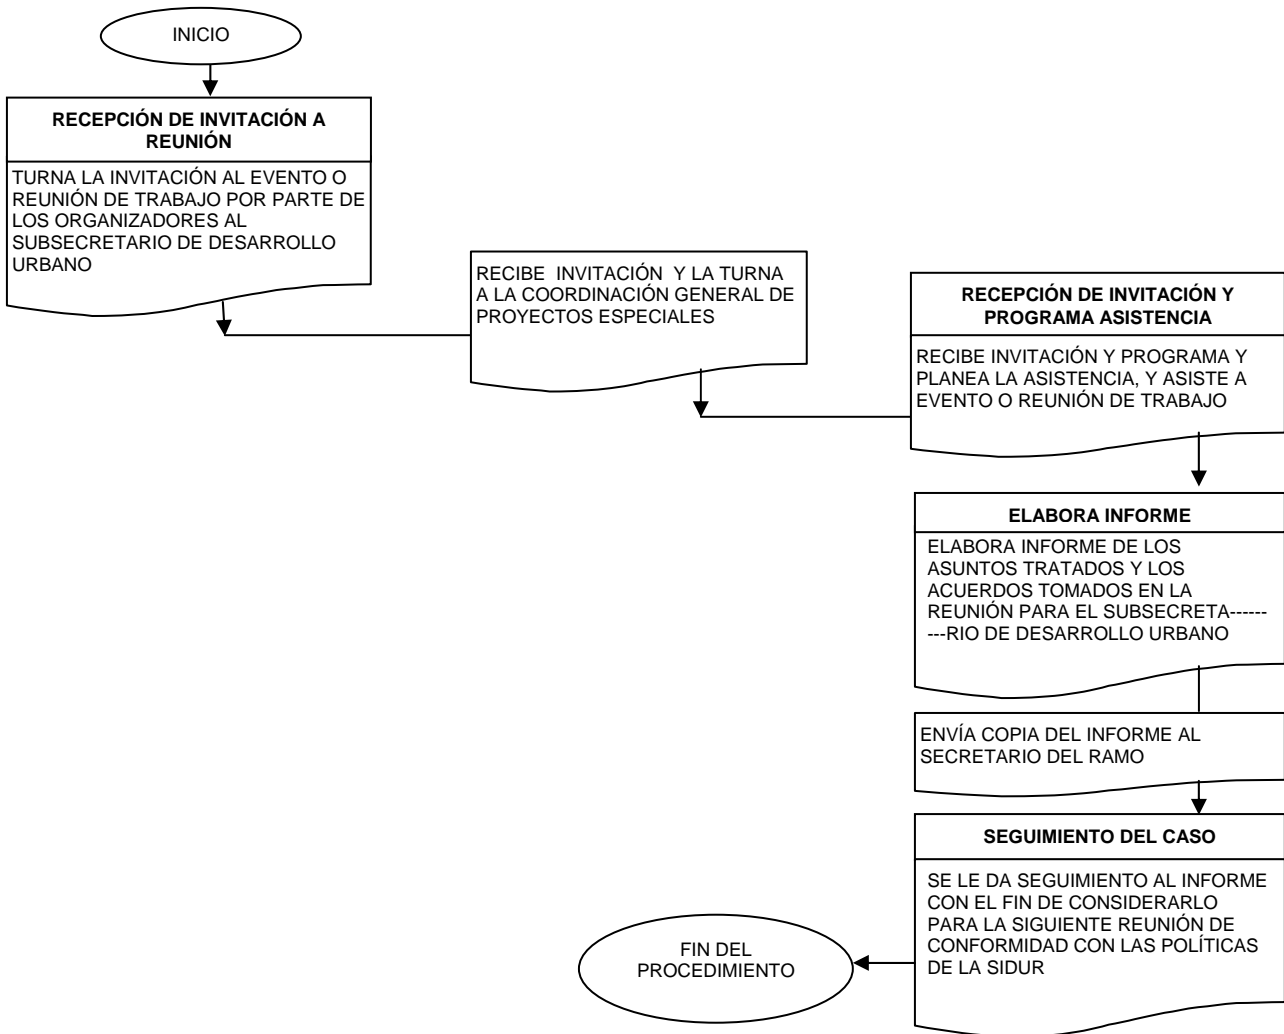 INICIO
RECEPCIÓN DE INVITACIÓN A
REUNIÓN
TURNA LA INVITACIÓN AL EVENTO O
REUNIÓN DE TRABAJO POR PARTE DE
LOS ORGANIZADORES AL
SUBSECRETARIO DE DESARROLLO
URBANO
RECIBE INVITACIÓN Y LA TURNA
A LA COORDINACIÓN GENERAL DE
PROYECTOS ESPECIALES
RECEPCIÓN DE INVITACIÓN Y
PROGRAMA ASISTENCIA
RECIBE INVITACIÓN Y PROGRAMA Y
PLANEA LA ASISTENCIA, Y ASISTE A
EVENTO O REUNIÓN DE TRABAJO
ELABORA INFORME
ELABORA INFORME DE LOS
ASUNTOS TRATADOS Y LOS
ACUERDOS TOMADOS EN LA
REUNIÓN PARA EL SUBSECRETA------
---RIO DE DESARROLLO URBANO
ENVÍA COPIA DEL INFORME AL
SECRETARIO DEL RAMO
SEGUIMIENTO DEL CASO
SE LE DA SEGUIMIENTO AL INFORME
CON EL FIN DE CONSIDERARLO
PARA LA SIGUIENTE REUNIÓN DE
CONFORMIDAD CON LAS POLÍTICAS
DE LA SIDUR
FIN DEL
PROCEDIMIENTO